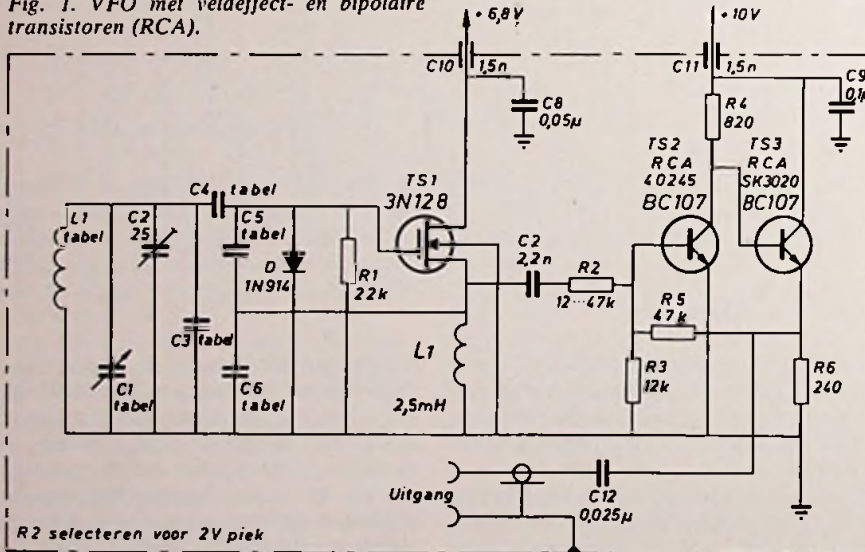 Fig. 1. VFO met veldeffect- en bipolaire
transistoren (RCA).
+ 6,8V
+10V
C10
1,5n
C11
1,5n
C8
0,05µ
R4
820
C9
0,1µ
TS1
3N128
TS2
RCA
40245
BC107
TS3
RCA
SK3020
BC107
L1
tabel
C2
25
C4 tabel
C5
tabel
D
1N914
R1
22k
C2
2,2n
R2
12...47k
R5
47k
C3 tabel
C1
tabel
C6
tabel
L1
2,5mH
R3
12k
R6
240
Uitgang
C12
0,025µ
R2 selecteren voor 2V piek